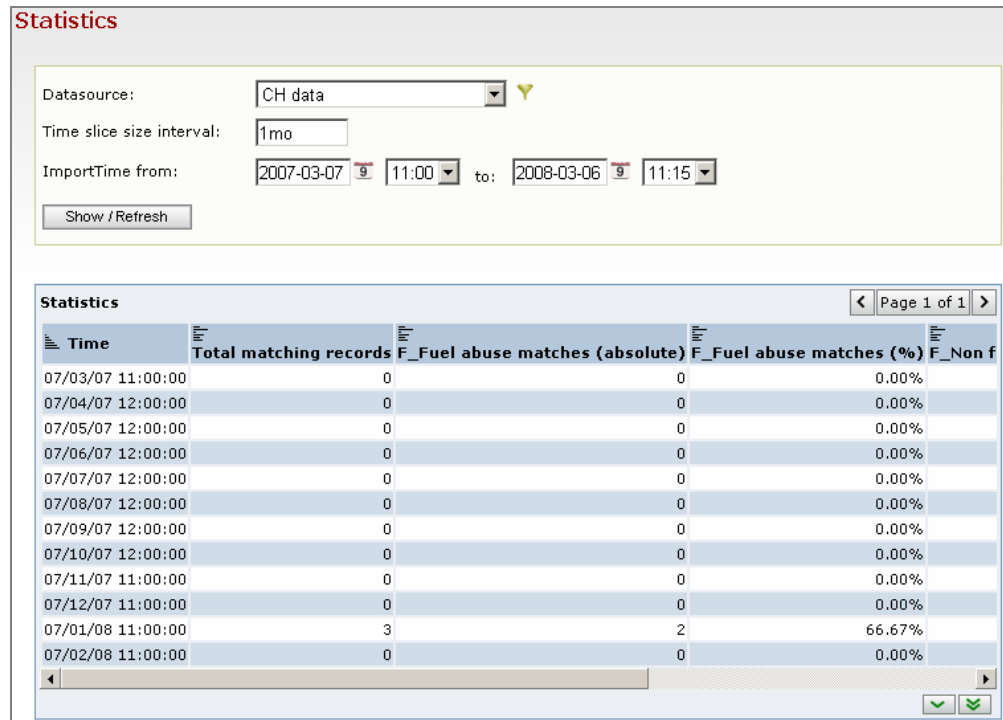 Statistics
Datasource: CH data
Time slice size interval: 1mo
ImportTime from: 2007-03-07 9 11:00 to: 2008-03-06 9 11:15
Show / Refresh
Statistics Page 1 of 1
Time Total matching records F_Fuel abuse matches (absolute) F_Fuel abuse matches (%) F_Non f
07/03/07 11:00:00 0 0 0.00%
07/04/07 12:00:00 0 0 0.00%
07/05/07 12:00:00 0 0 0.00%
07/06/07 12:00:00 0 0 0.00%
07/07/07 12:00:00 0 0 0.00%
07/08/07 12:00:00 0 0 0.00%
07/09/07 12:00:00 0 0 0.00%
07/10/07 12:00:00 0 0 0.00%
07/11/07 11:00:00 0 0 0.00%
07/12/07 11:00:00 0 0 0.00%
07/01/08 11:00:00 3 2 66.67%
07/02/08 11:00:00 0 0 0.00%